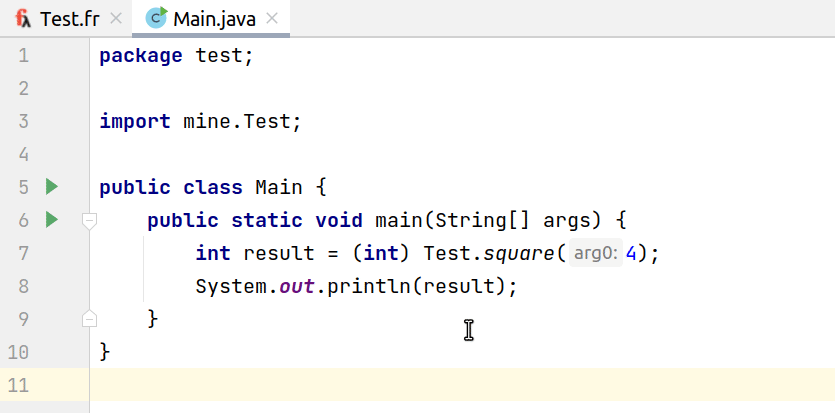 Test.fr Main.java
1 package test;
2
3 import mine.Test;
4
5 public class Main {
6 public static void main(String[] args) {
7 int result = (int) Test.square( arg0: 4);
8 System.out.println(result);
9 }
10 }
11